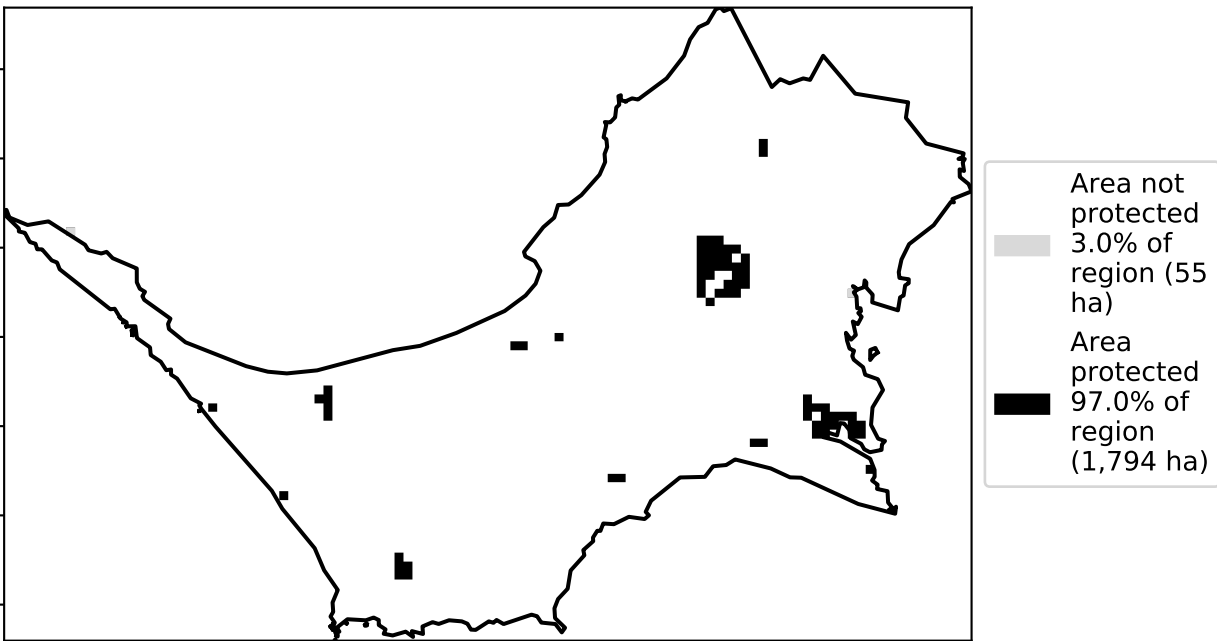 Area not
protected
3.0% of
region (55
ha)
Area
protected
97.0% of
region
(1,794 ha)